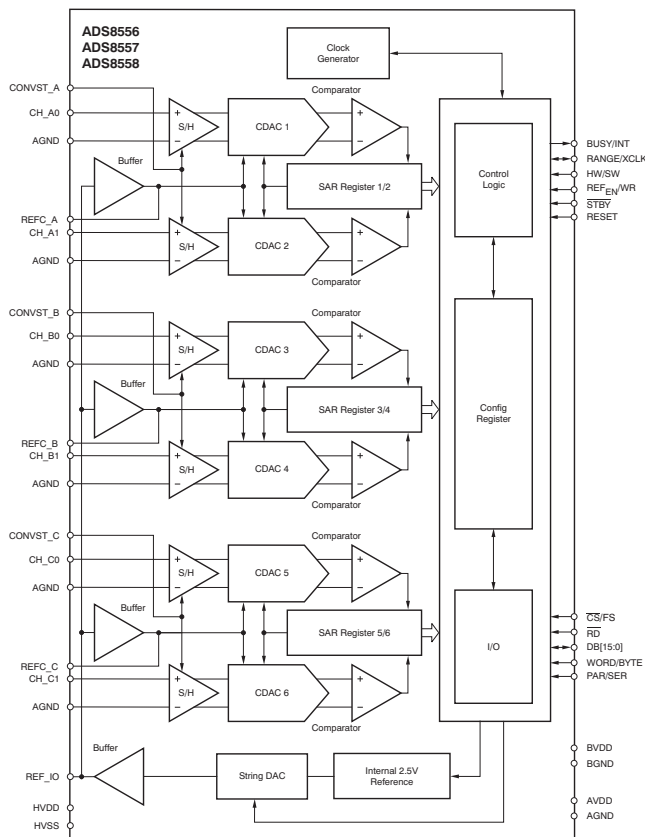 ADS8556
ADS8557
ADS8558
Clock
Generator
CONVST_A
Comparator
CH_A0
+
S/H
−
CDAC 1
+
−
AGND
Buffer
SAR Register 1/2
REFC_A
CH_A1
+
S/H
−
CDAC 2
+
−
AGND
Comparator
CONVST_B
Comparator
CH_B0
+
S/H
−
CDAC 3
+
−
AGND
Buffer
SAR Register 3/4
REFC_B
CH_B1
+
S/H
−
CDAC 4
+
−
AGND
Comparator
CONVST_C
Comparator
CH_C0
+
S/H
−
CDAC 5
+
−
AGND
Buffer
SAR Register 5/6
REFC_C
CH_C1
+
S/H
−
CDAC 6
+
−
AGND
Comparator
Buffer
REF_IO
String DAC
Internal 2.5V
Reference
HVDD
HVSS
Control
Logic
Config
Register
I/O
BUSY/INT
RANGE/XCLK
HW/SW
REF_EN/WR
STBY
RESET
CS/FS
RD
DB[15:0]
WORD/BYTE
PAR/SER
BVDD
BGND
AVDD
AGND